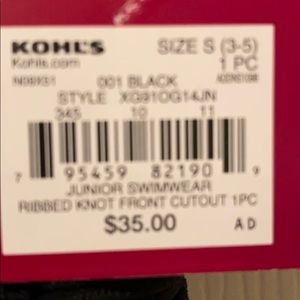 KOHL'S SIZE S (3-5)
Kohls.com 1 PC
001 BLACK
STYLE XG91OG14JN
345 10 11
7 95459 82190 9
JUNIOR SWIMWEAR
RIBBED KNOT FRONT CUTOUT 1PC
$35.00 A D